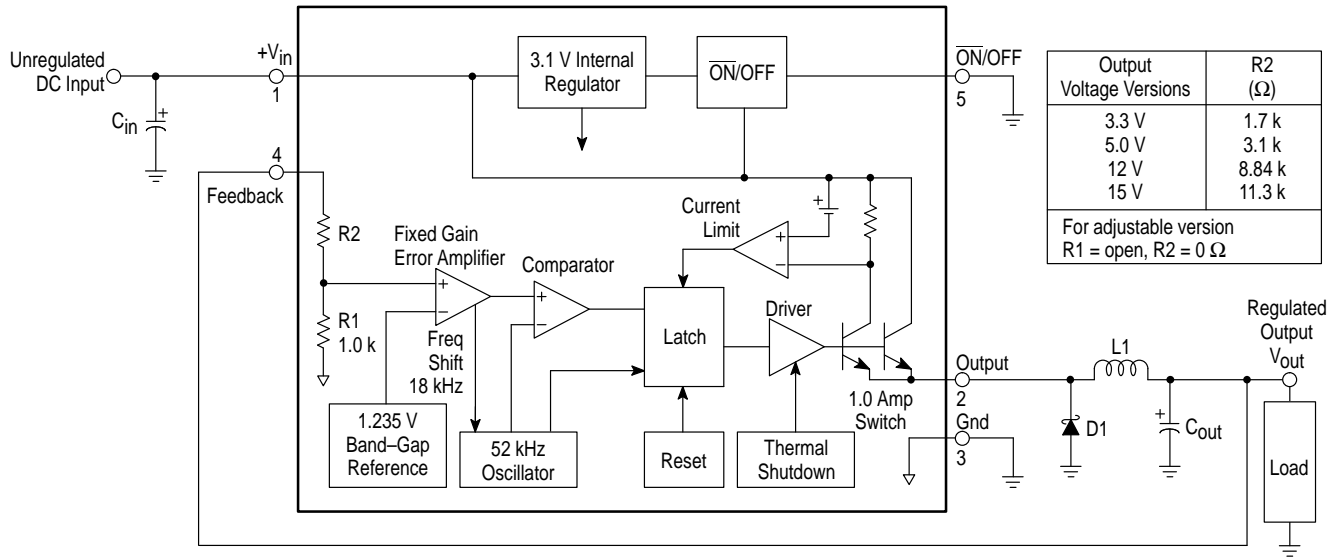 Unregulated
DC Input
+Vin
1
Cin
4
Feedback
3.1 V Internal
Regulator
ON/OFF
ON/OFF
5
Output
Voltage Versions
R2
(Ω)
3.3 V
1.7 k
5.0 V
3.1 k
12 V
8.84 k
15 V
11.3 k
For adjustable version
R1 = open, R2 = 0 Ω
Current
Limit
+
+
–
R2
Fixed Gain
Error Amplifier
Comparator
+
–
+
–
R1
1.0 k
Freq
Shift
18 kHz
Latch
Driver
1.0 Amp
Switch
Output
2
Gnd
3
L1
Regulated
Output
Vout
D1
+
Cout
Load
1.235 V
Band–Gap
Reference
52 kHz
Oscillator
Reset
Thermal
Shutdown
+